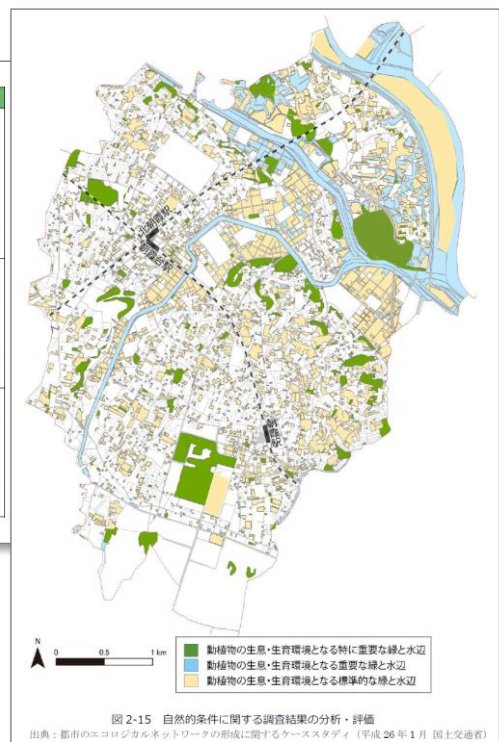 N
0 0.5 1 km
動植物の生息・生育環境となる特に重要な緑と水辺
動植物の生息・生育環境となる重要な緑と水辺
動植物の生息・生育環境となる標準的な緑と水辺
図 2-15 自然的条件に関する調査結果の分析・評価
出典：都市のエコロジカルネットワークの形成に関するケーススタディ（平成 26 年 1 月 国土交通省）